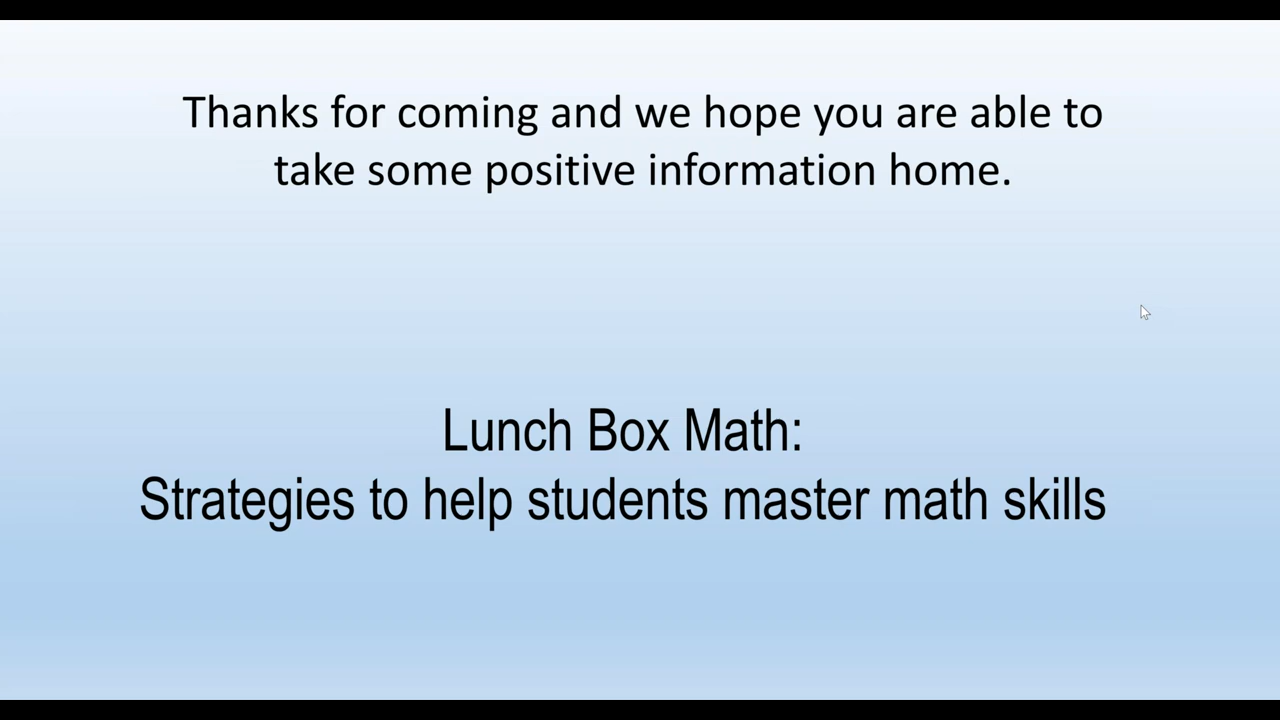 Thanks for coming and we hope you are able to
take some positive information home.
Lunch Box Math:
Strategies to help students master math skills